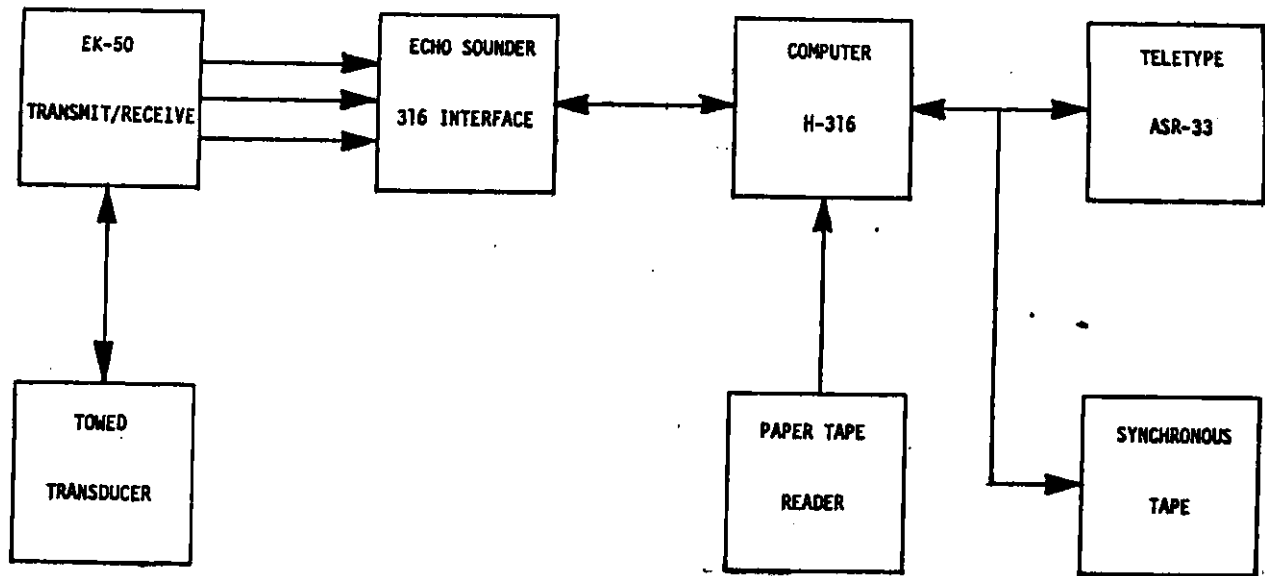 EK-50
TRANSMIT/RECEIVE
ECHO SOUNDER
316 INTERFACE
COMPUTER
H-316
TELETYPE
ASR-33
TOWED
TRANSDUCER
PAPER TAPE
READER
SYNCHRONOUS
TAPE